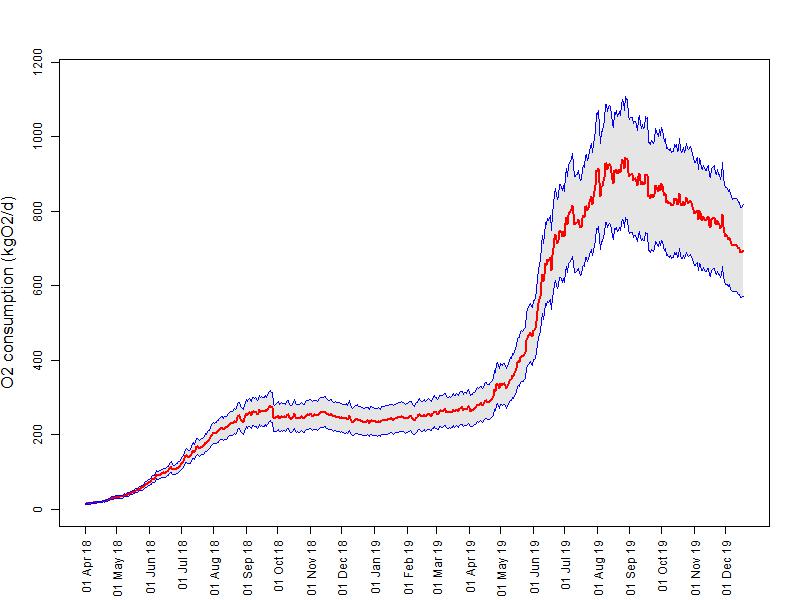 O2 consumption (kgO2/d)
1200
1000
800
600
400
200
0
01 Apr 18
01 May 18
01 Jun 18
01 Jul 18
01 Aug 18
01 Sep 18
01 Oct 18
01 Nov 18
01 Dec 18
01 Jan 19
01 Feb 19
01 Mar 19
01 Apr 19
01 May 19
01 Jun 19
01 Jul 19
01 Aug 19
01 Sep 19
01 Oct 19
01 Nov 19
01 Dec 19